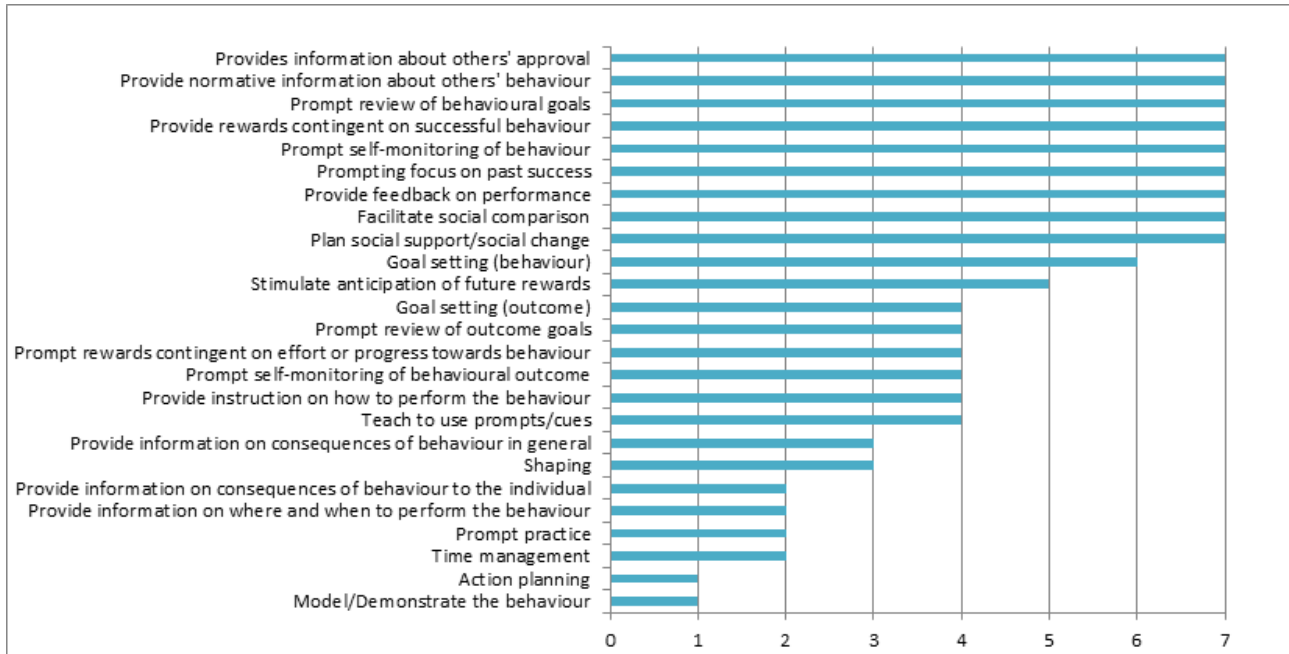 Provides information about others' approval
Provide normative information about others' behaviour
Prompt review of behavioural goals
Provide rewards contingent on successful behaviour
Prompt self-monitoring of behaviour
Prompting focus on past success
Provide feedback on performance
Facilitate social comparison
Plan social support/social change
Goal setting (behaviour)
Stimulate anticipation of future rewards
Goal setting (outcome)
Prompt review of outcome goals
Prompt rewards contingent on effort or progress towards behaviour
Prompt self-monitoring of behavioural outcome
Provide instruction on how to perform the behaviour
Teach to use prompts/cues
Provide information on consequences of behaviour in general
Shaping
Provide information on consequences of behaviour to the individual
Provide information on where and when to perform the behaviour
Prompt practice
Time management
Action planning
Model/Demonstrate the behaviour
0 1 2 3 4 5 6 7